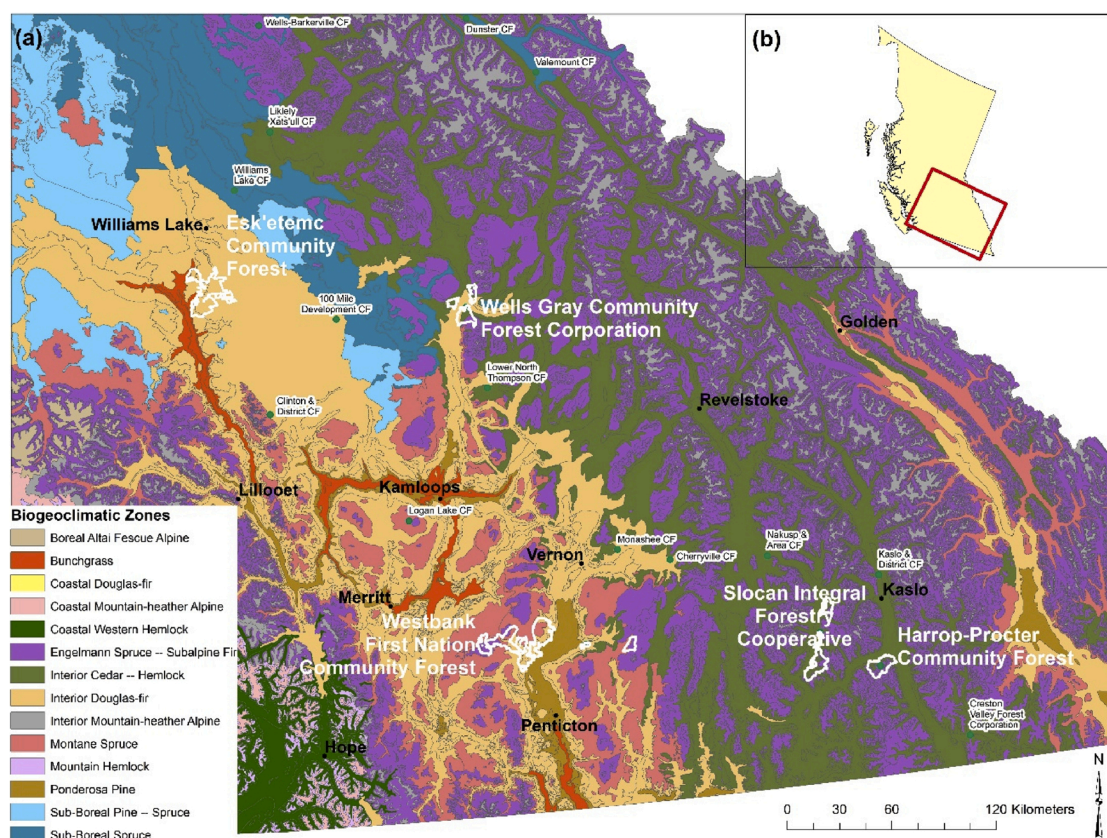 (a)
(b)
Wells-Barkerville CF
Dunster CF
Valemount CF
Liklely
Xats'ull CF
Williams
Lake CF
Williams Lake
Esk'etemc
Community
Forest
100 Mile
Development CF
Wells Gray Community
Forest Corporation
Golden
Lower North
Thompson CF
Clinton &
District CF
Revelstoke
Lillooet
Kamloops
Logan Lake CF
Monashee CF
Nakusp &
Area CF
Vernon
Cherryville CF
Kaslo &
District CF
Kaslo
Merritt
Westbank
First Nation
Community Forest
Slocan Integral
Forestry
Cooperative
Harrop-Procter
Community Forest
Penticton
Creston
Valley Forest
Corporation
Hope
Biogeoclimatic Zones
Boreal Altai Fescue Alpine
Bunchgrass
Coastal Douglas-fir
Coastal Mountain-heather Alpine
Coastal Western Hemlock
Engelmann Spruce -- Subalpine Fir
Interior Cedar -- Hemlock
Interior Douglas-fir
Interior Mountain-heather Alpine
Montane Spruce
Mountain Hemlock
Ponderosa Pine
Sub-Boreal Pine -- Spruce
Sub-Boreal Spruce
N
0 30 60 120 Kilometers